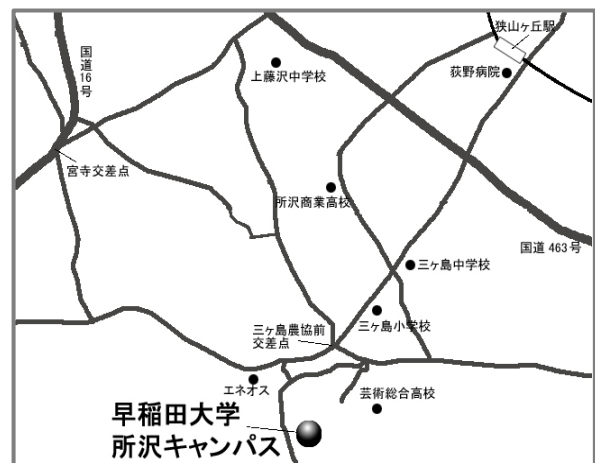 狭山ヶ丘駅
国道16号
上藤沢中学校
荻野病院
宮寺交差点
所沢商業高校
国道463号
三ヶ島中学校
三ヶ島農協前
交差点
三ヶ島小学校
エネオス
芸術総合高校
早稲田大学
所沢キャンパス